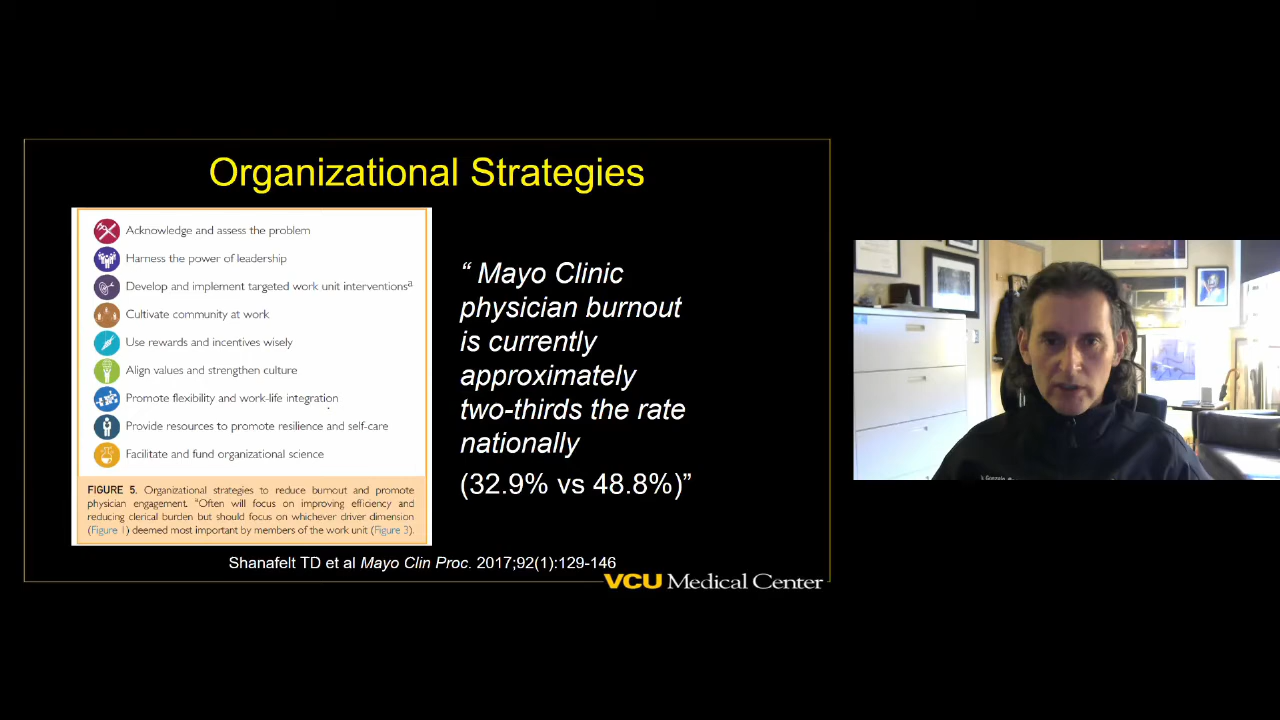 Organizational Strategies
Acknowledge and assess the problem
Harness the power of leadership
Develop and implement targeted work unit interventionsª
Cultivate community at work
Use rewards and incentives wisely
Align values and strengthen culture
Promote flexibility and work-life integration
Provide resources to promote resilience and self-care
Facilitate and fund organizational science
FIGURE 5. Organizational strategies to reduce burnout and promote
physician engagement. ªOften will focus on improving efficiency and
reducing clerical burden but should focus on whichever driver dimension
(Figure 1) deemed most important by members of the work unit (Figure 3).
“ Mayo Clinic
physician burnout
is currently
approximately
two-thirds the rate
nationally
(32.9% vs 48.8%)”
Shanafelt TD et al Mayo Clin Proc. 2017;92(1):129-146
VCU Medical Center